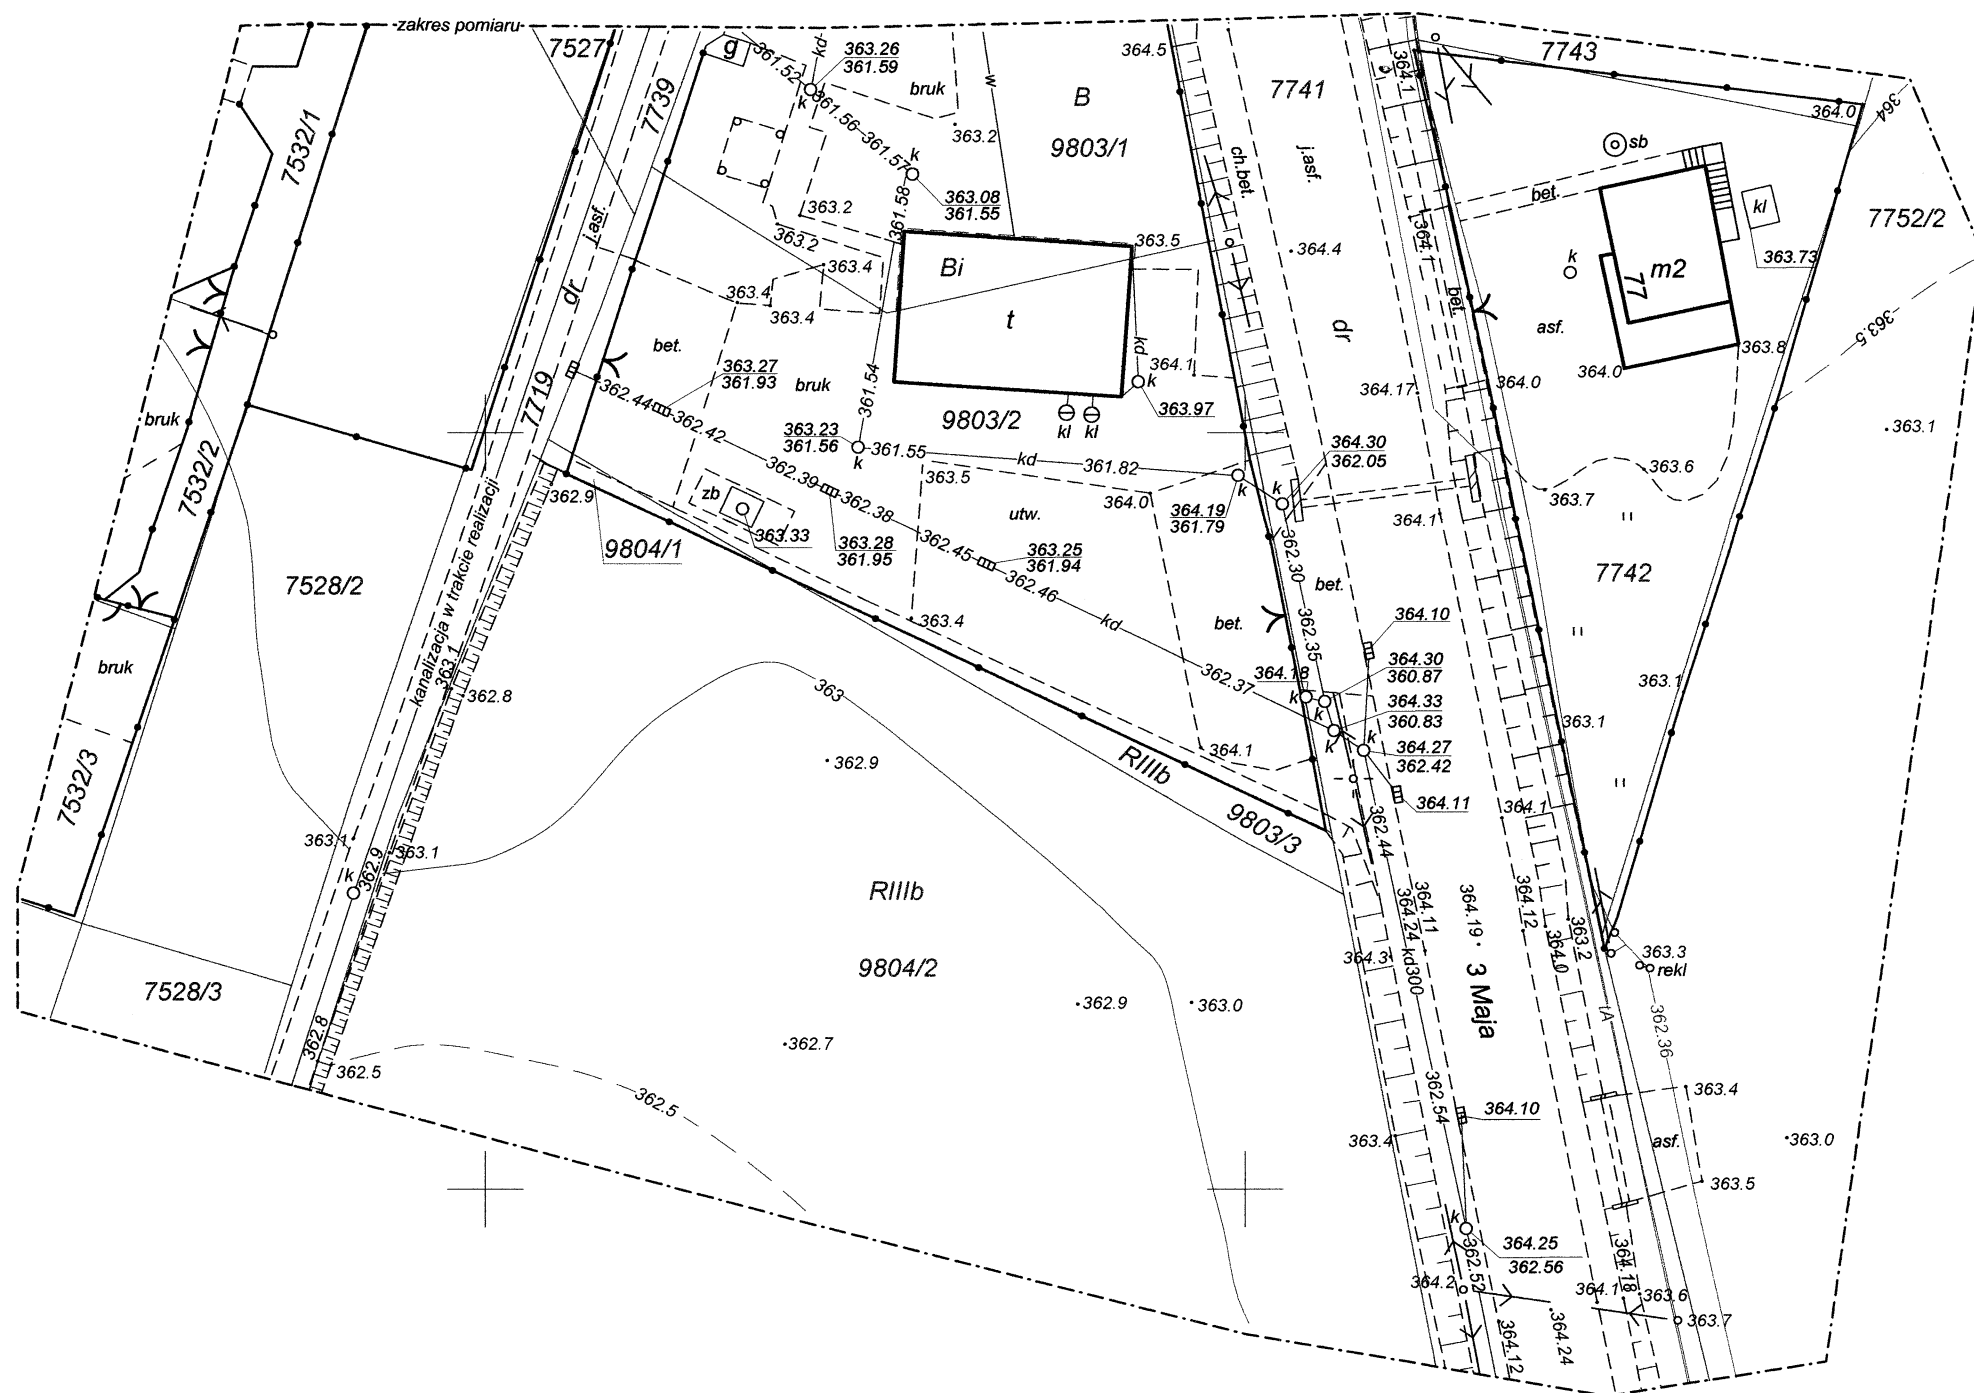 zakres pomiaru
7527
g
361.52
kd
363.26
361.59
bruk
w
B
364.5
7741
364.1
7743
364.0
364
7532/1
7739
k
361.56
361.57
363.2
9803/1
ch.bet.
j.asf.
sb
k
363.08
361.55
361.58
bet.
kl
7752/2
j.asf.
363.2
363.2
363.5
364.4
364.1
363.73
dr
363.4
Bi
k
m2
77
363.4
363.4
t
dr
bet.
asf.
363.5
bet.
363.27
361.93
bruk
361.54
kd
364.1
k
363.8
364.0
7719
362.44
362.42
363.97
364.17
364.0
bruk
9803/2
kl
kl
363.23
361.56
k
361.55
kd
361.82
364.30
362.05
363.1
7532/2
362.9
362.39
363.5
364.0
k
k
363.6
363.7
zb
362.38
utw.
364.19
361.79
364.1
363.33
9804/1
363.28
361.95
362.45
363.25
361.94
362.30
kanalizacja w trakcie realizacji
7528/2
362.46
bet.
7742
363.4
kd
bet.
362.35
364.10
bruk
363.1
362.8
363
362.37
364.18
k
k
364.30
360.87
363.1
364.33
360.83
k
363.1
362.9
364.1
k
364.27
362.42
RIIIb
7532/3
364.11
364.1
9803/3
362.44
363.1
363.1
k
362.9
RIIIb
364.11
364.24
364.19
364.12
363.2
364.0
9804/2
364.3
kd300
3 Maja
363.3
rekl
7528/3
362.9
363.0
tA
362.36
362.8
362.7
362.5
362.5
362.54
364.10
363.4
363.4
asf.
363.0
363.5
k
364.25
362.56
362.52
364.2
364.1
364.18
363.6
363.7
364.12
364.24